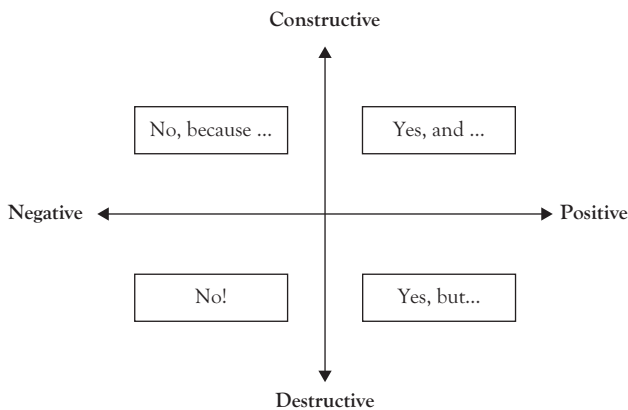 Constructive
No, because ...
Yes, and ...
Negative
Positive
No!
Yes, but...
Destructive